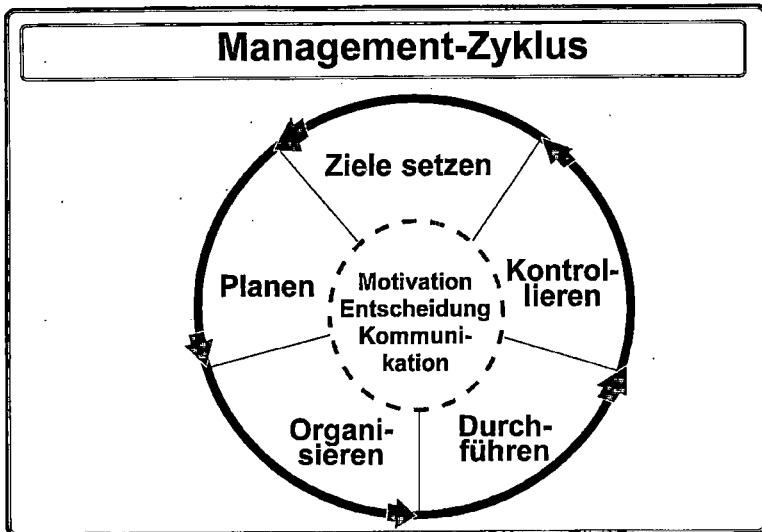 Management-Zyklus
Ziele setzen
Planen
Motivation
Entscheidung
Kommuni-
kation
Kontrol-
lieren
Organi-
sieren
Durch-
führen